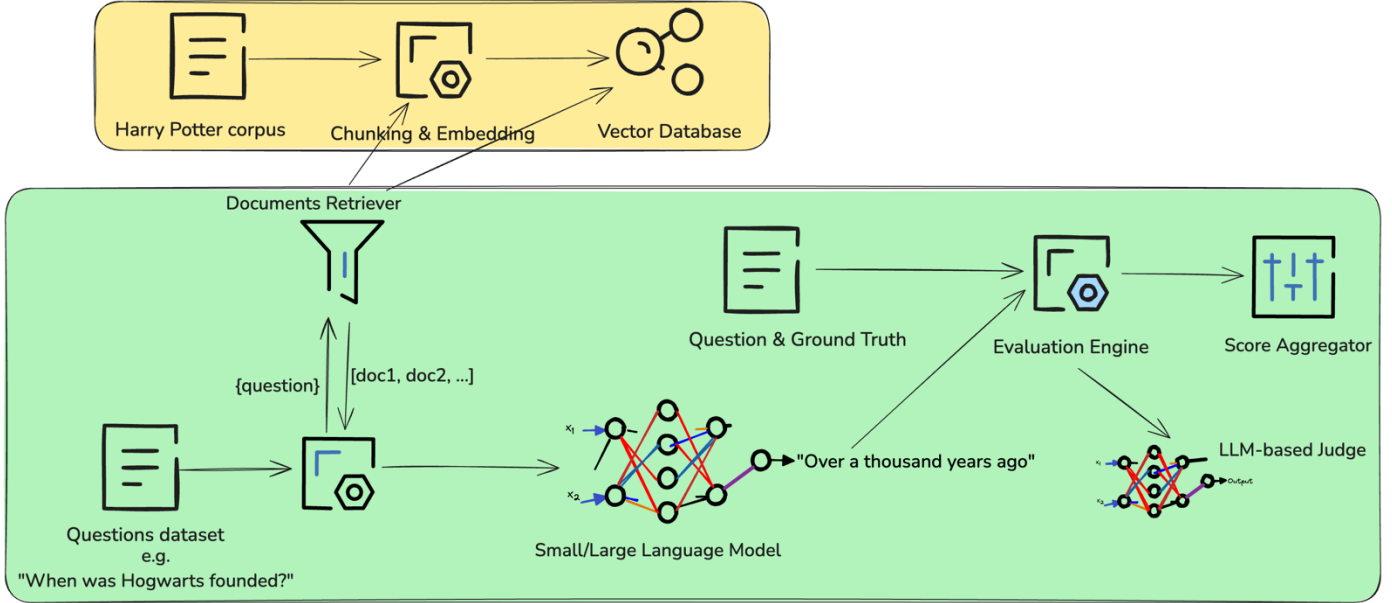 Harry Potter corpus
Chunking & Embedding
Vector Database
Documents Retriever
{question}
[doc1, doc2, ...]
Questions dataset
e.g.
"When was Hogwarts founded?"
x1
x2
Small/Large Language Model
"Over a thousand years ago"
Question & Ground Truth
Evaluation Engine
Score Aggregator
LLM-based Judge
x1
x2
Output